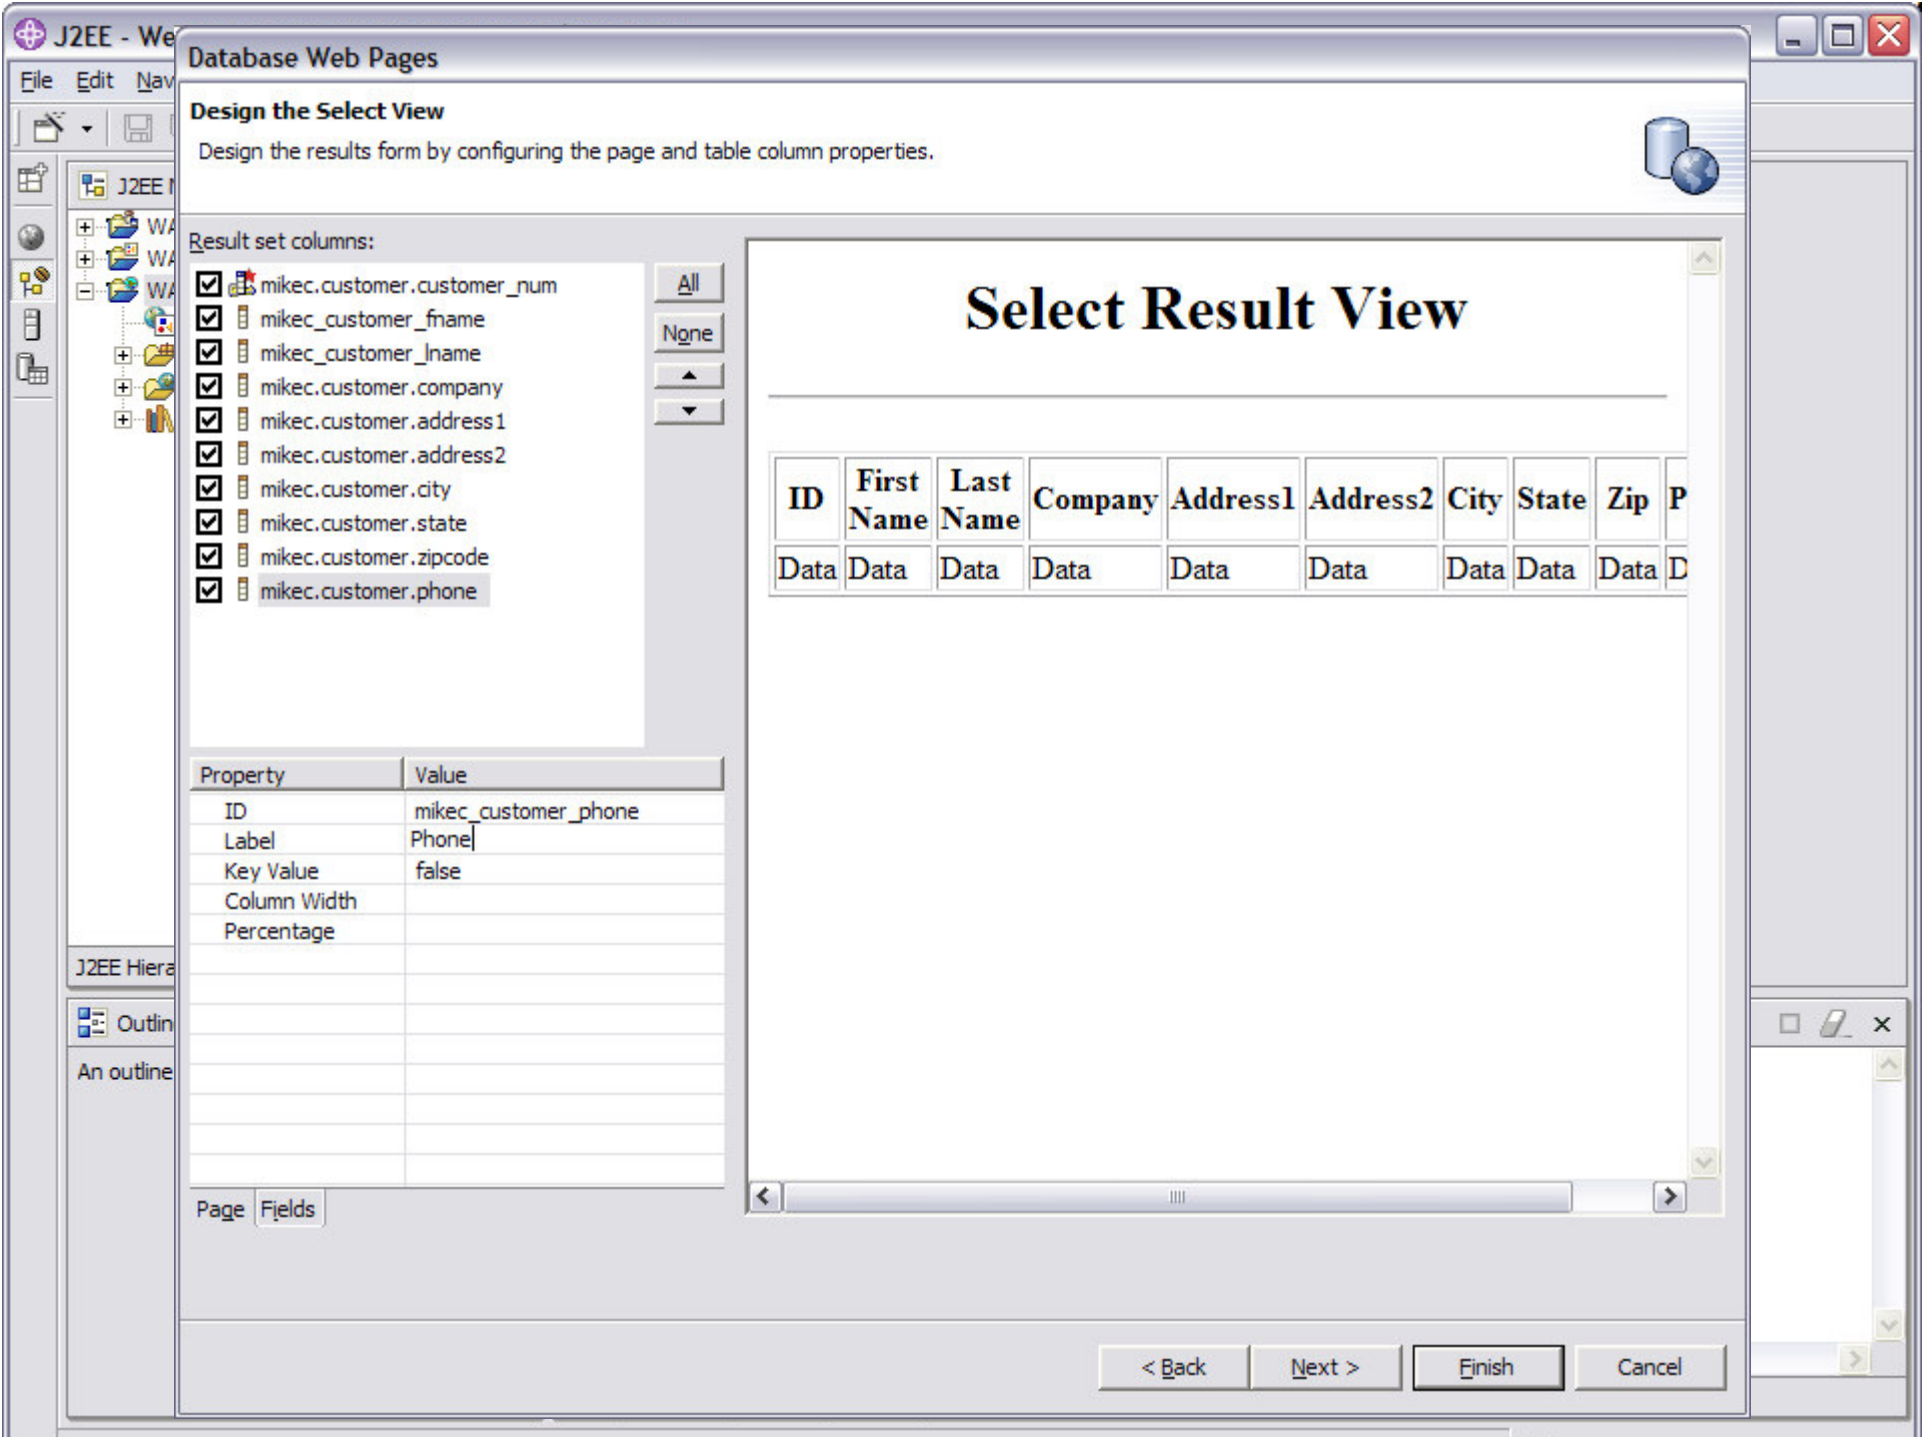 J2EE - We
Database Web Pages
File Edit Nav
Design the Select View
Design the results form by configuring the page and table column properties.
J2EE
WA
WA
WA
Result set columns:
mikec.customer.customer_num
mikec_customer_fname
mikec_customer_lname
mikec.customer.company
mikec.customer.address1
mikec.customer.address2
mikec.customer.city
mikec.customer.state
mikec.customer.zipcode
mikec.customer.phone
All
None
Select Result View
ID First Name Last Name Company Address1 Address2 City State Zip P
Data Data Data Data Data Data Data Data Data D
Property Value
ID mikec_customer_phone
Label Phone
Key Value false
Column Width
Percentage
Page Fields
J2EE Hiera
Outlin
An outline
< Back Next > Finish Cancel